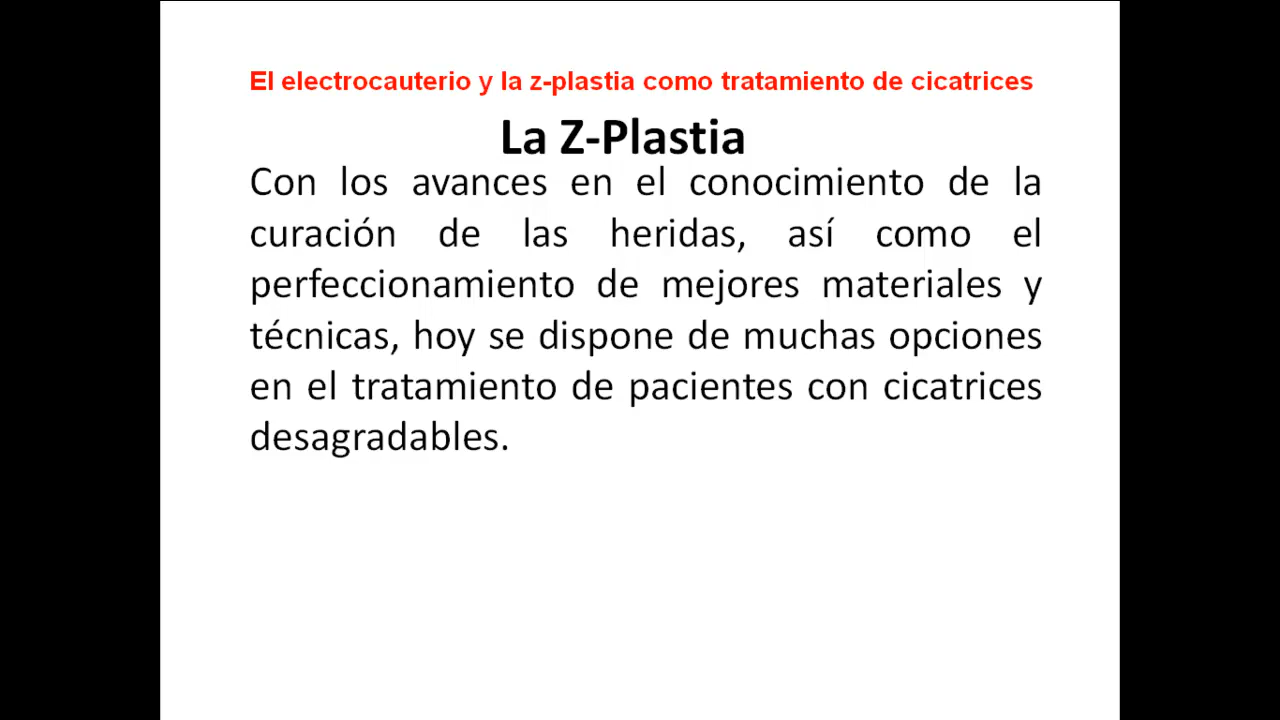 El electrocauterio y la z-plastia como tratamiento de cicatrices
La Z-Plastia
Con los avances en el conocimiento de la
curación de las heridas, así como el
perfeccionamiento de mejores materiales y
técnicas, hoy se dispone de muchas opciones
en el tratamiento de pacientes con cicatrices
desagradables.